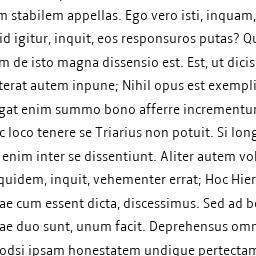 m stabilem appellas. Ego vero isti, inquam,
id igitur, inquit, eos responsuros putas? Qu
m de isto magna dissensio est. Est, ut dicis
terat autem inpune; Nihil opus est exempli
gat enim summo bono afferre incrementum
c loco tenere se Triarius non potuit. Si long
enim inter se dissentiunt. Aliter autem vol
quidem, inquit, vehementer errat; Hoc Hier
ae cum essent dicta, discessimus. Sed ad be
ae duo sunt, unum facit. Deprehensus omn
odsi ipsam honestatem undique pertectam